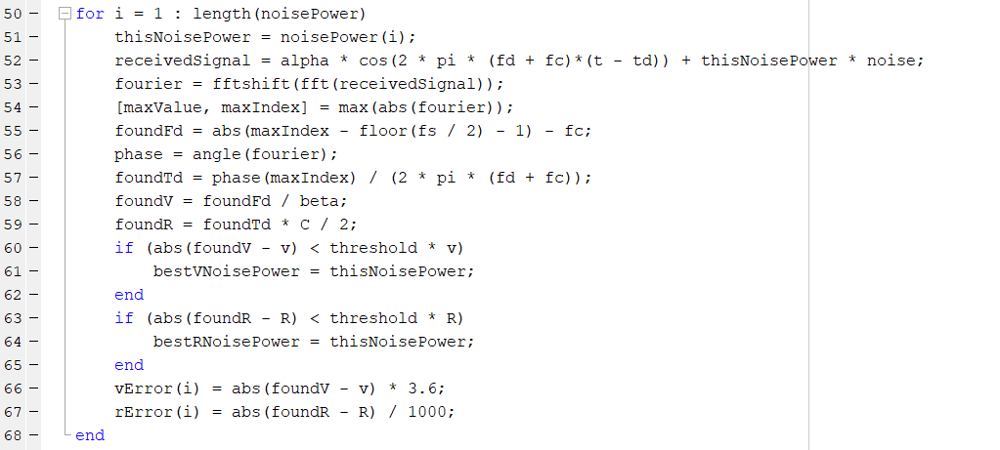 50 - for i = 1 : length(noisePower)
51 - thisNoisePower = noisePower(i);
52 - receivedSignal = alpha * cos(2 * pi * (fd + fc)*(t - td)) + thisNoisePower * noise;
53 - fourier = fftshift(fft(receivedSignal));
54 - [maxValue, maxIndex] = max(abs(fourier));
55 - foundFd = abs(maxIndex - floor(fs / 2) - 1) - fc;
56 - phase = angle(fourier);
57 - foundTd = phase(maxIndex) / (2 * pi * (fd + fc));
58 - foundV = foundFd / beta;
59 - foundR = foundTd * C / 2;
60 - if (abs(foundV - v) < threshold * v)
61 - bestVNoisePower = thisNoisePower;
62 - end
63 - if (abs(foundR - R) < threshold * R)
64 - bestRNoisePower = thisNoisePower;
65 - end
66 - vError(i) = abs(foundV - v) * 3.6;
67 - rError(i) = abs(foundR - R) / 1000;
68 - end